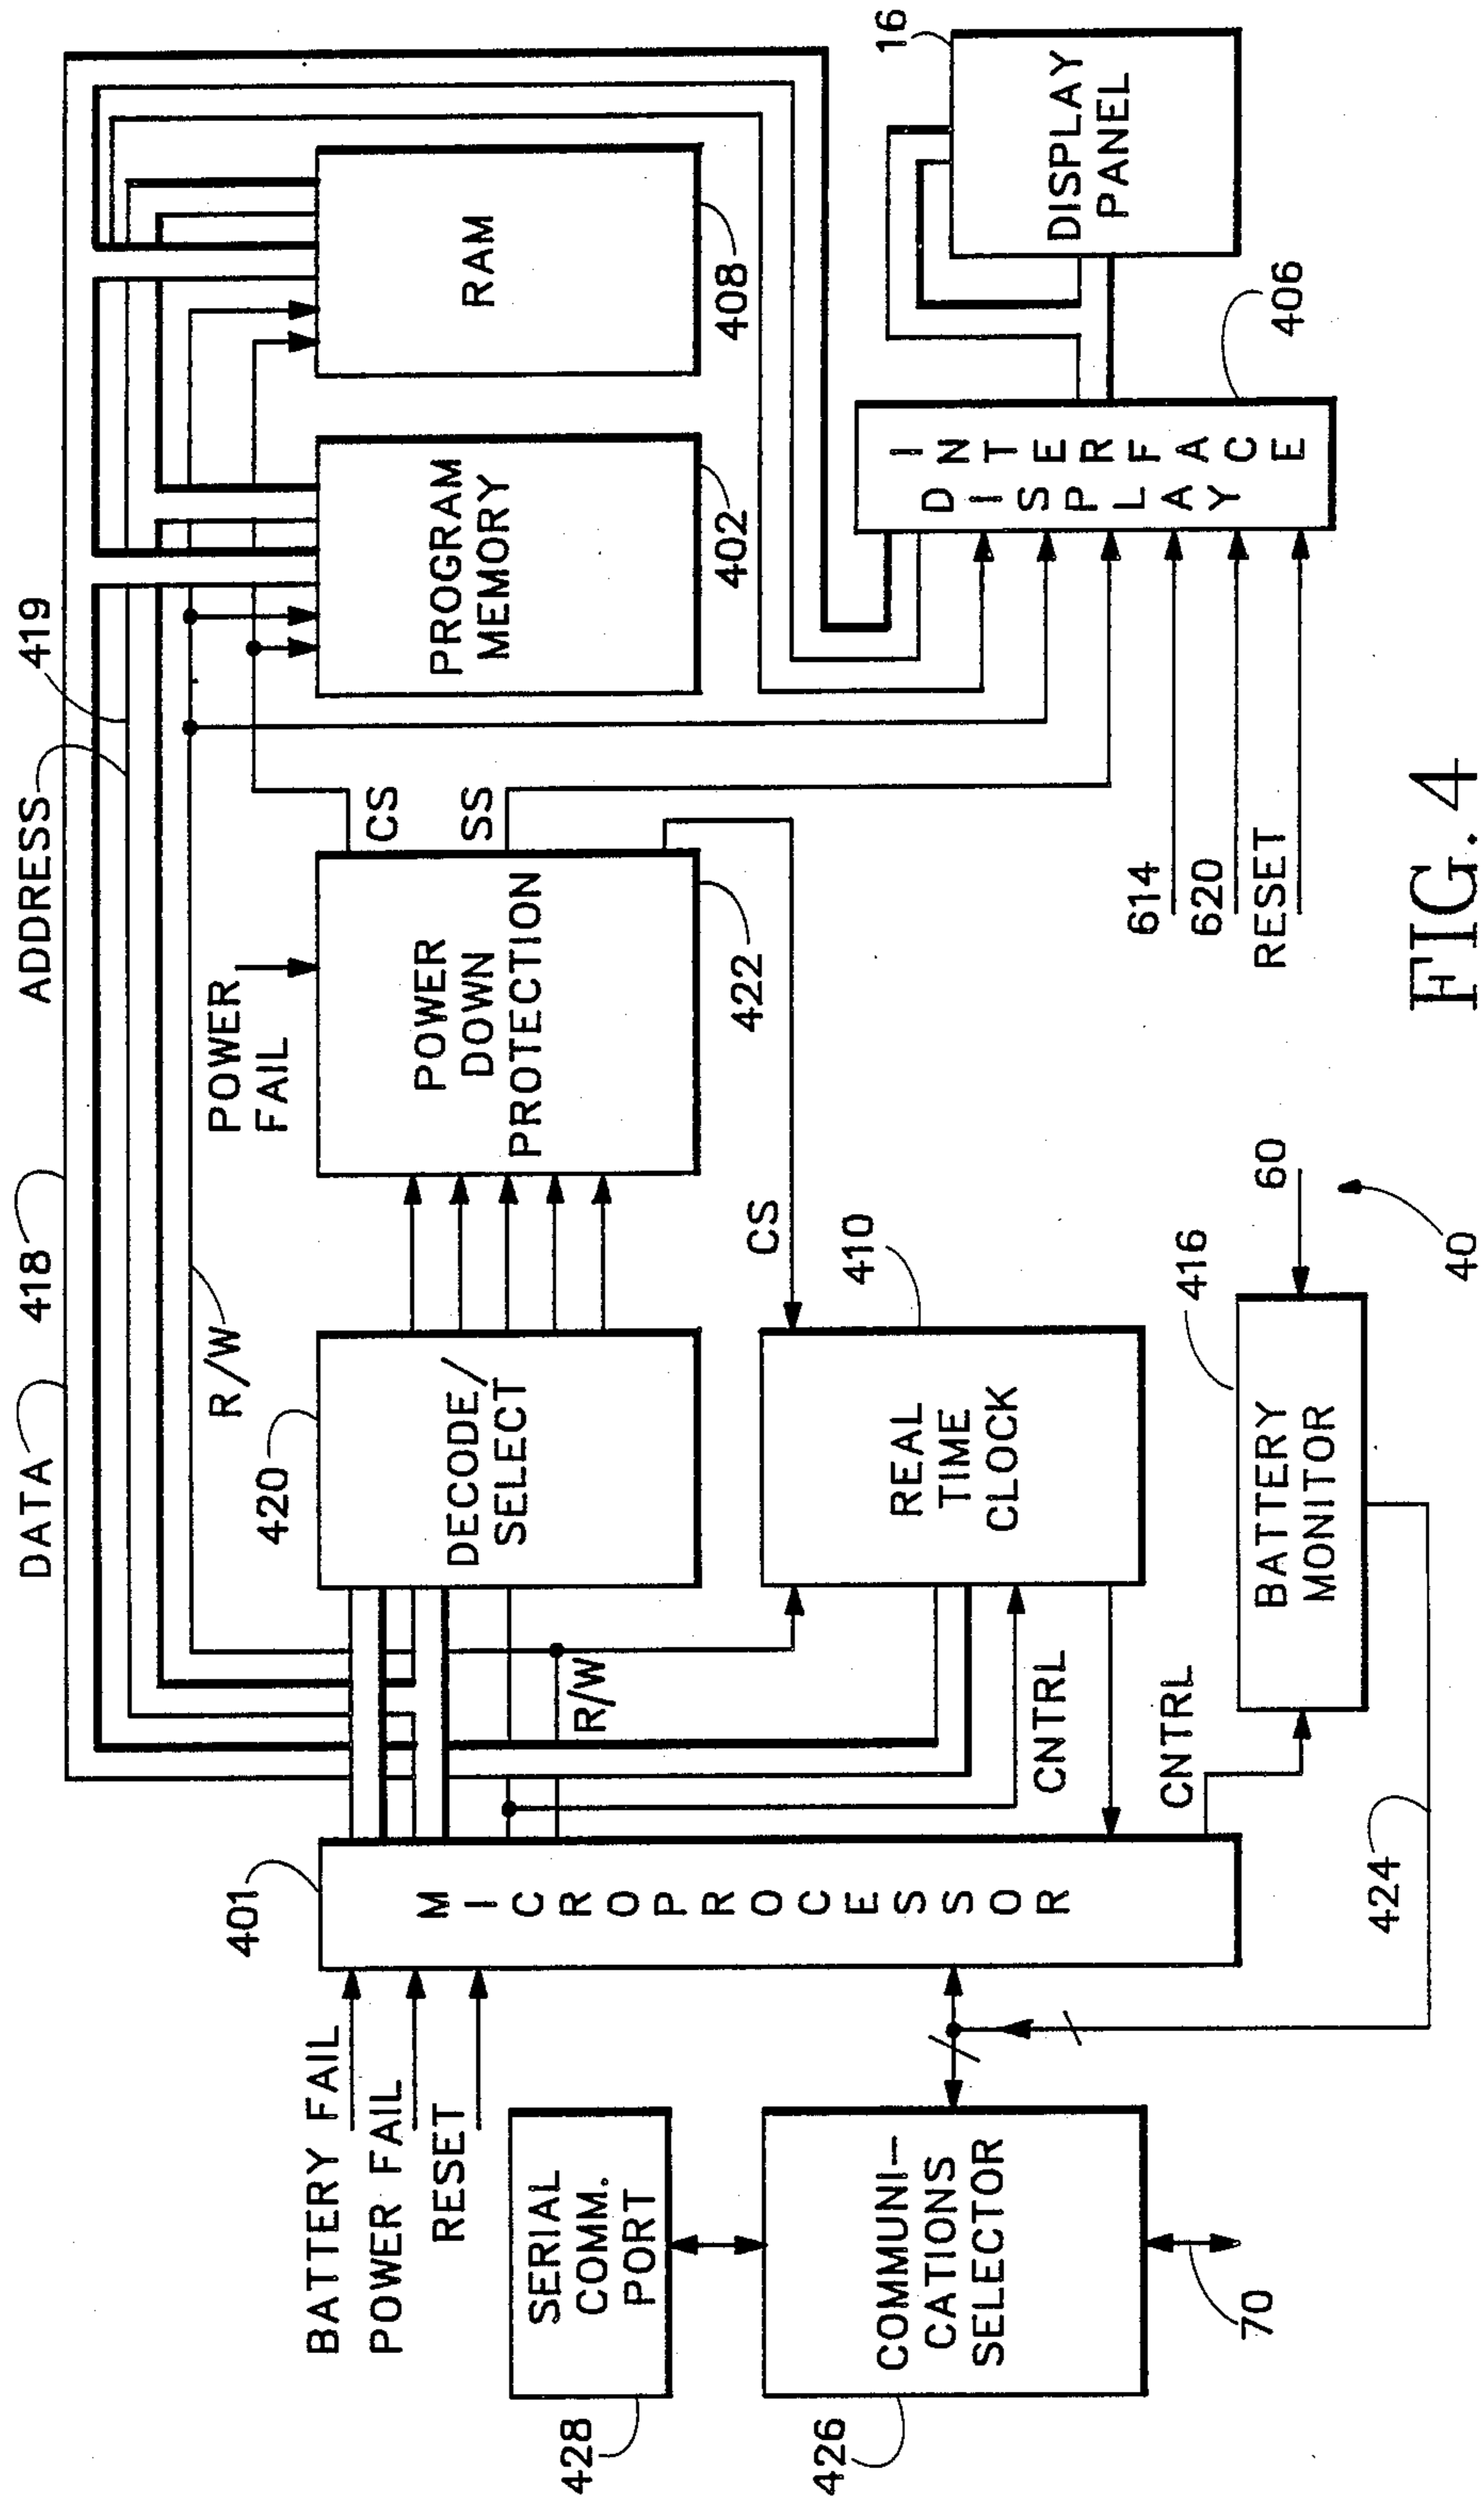 DATA
418
ADDRESS
419
POWER
FAIL
R/W
420
DECODE/
SELECT
POWER
DOWN
PROTECTION
422
CS
SS
PROGRAM
MEMORY
402
RAM
408
401
MICROPROCESSOR
BATTERY FAIL
POWER FAIL
RESET
R/W
CNTRL
CNTRL
CS
410
REAL
TIME
CLOCK
614
620
RESET
DISPLAY
INTERFACE
406
16
DISPLAY
PANEL
SERIAL
COMM.
PORT
428
COMMUNI-
CATIONS
SELECTOR
426
70
424
416
BATTERY
MONITOR
60
40
FIG. 4